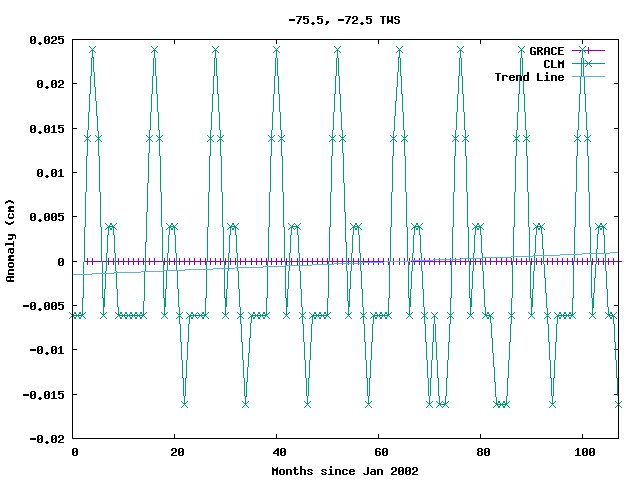 -75.5, -72.5 TWS
GRACE
CLM
Trend Line
0.025
0.02
0.015
0.01
0.005
0
-0.005
-0.01
-0.015
-0.02
Anomaly (cm)
0 20 40 60 80 100
Months since Jan 2002